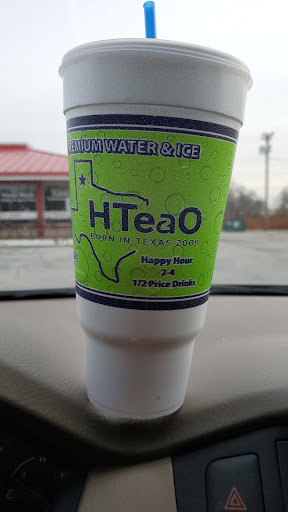 PREMIUM WATER & ICE
HTeaO
BORN IN TEXAS 2009
Happy Hour
2-4
1/2 Price Drinks
H
C